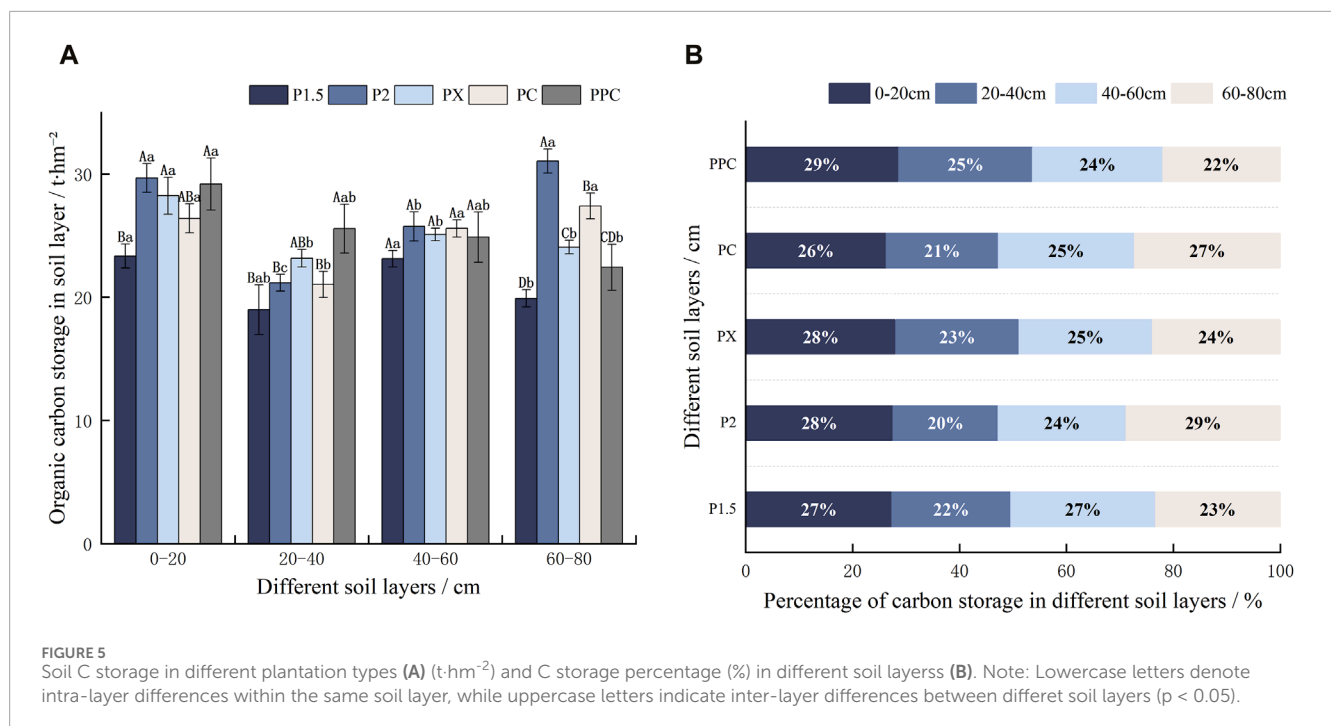 A
P1.5 P2 PX PC PPC
Organic carbon storage in soil layer / t·hm⁻²
30
20
10
0
Ba Aa Aa ABa Aa
Bab Bc ABb Bb Aab
Aa Ab Ab Aa Aab
Db Aa Cb Ba CDb
0-20 20-40 40-60 60-80
Different soil layers / cm
B
0-20cm 20-40cm 40-60cm 60-80cm
Different soil layers / cm
PPC 29% 25% 24% 22%
PC 26% 21% 25% 27%
PX 28% 23% 25% 24%
P2 28% 20% 24% 29%
P1.5 27% 22% 27% 23%
0 20 40 60 80 100
Percentage of carbon storage in different soil layers / %
FIGURE 5
Soil C storage in different plantation types (A) (t·hm⁻²) and C storage percentage (%) in different soil layerss (B). Note: Lowercase letters denote
intra-layer differences within the same soil layer, while uppercase letters indicate inter-layer differences between differet soil layers (p < 0.05).